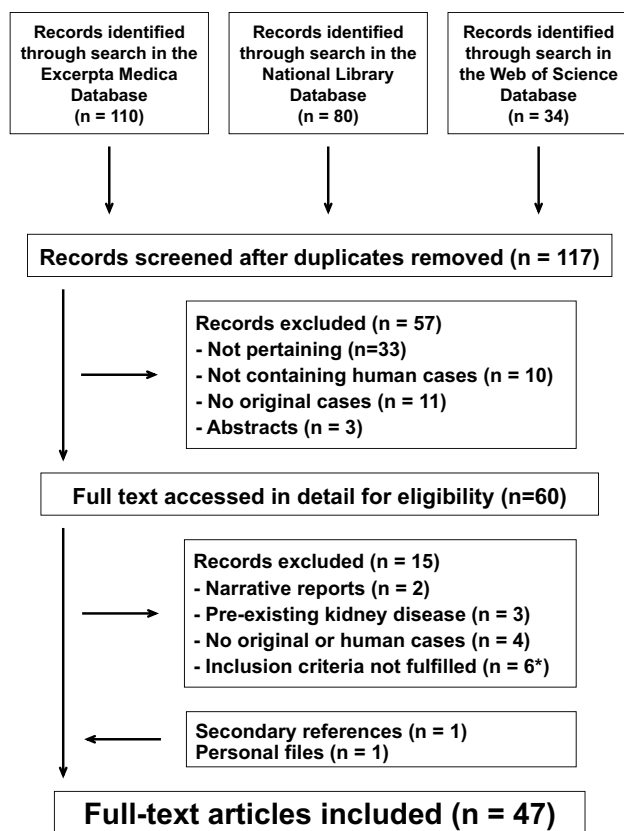 Records identified
through search in the
Excerpta Medica
Database
(n = 110)
Records identified
through search in the
National Library
Database
(n = 80)
Records identified
through search in
the Web of Science
Database
(n = 34)
Records screened after duplicates removed (n = 117)
Records excluded (n = 57)
- Not pertaining (n=33)
- Not containing human cases (n = 10)
- No original cases (n = 11)
- Abstracts (n = 3)
Full text accessed in detail for eligibility (n=60)
Records excluded (n = 15)
- Narrative reports (n = 2)
- Pre-existing kidney disease (n = 3)
- No original or human cases (n = 4)
- Inclusion criteria not fulfilled (n = 6*)
Secondary references (n = 1)
Personal files (n = 1)
Full-text articles included (n = 47)